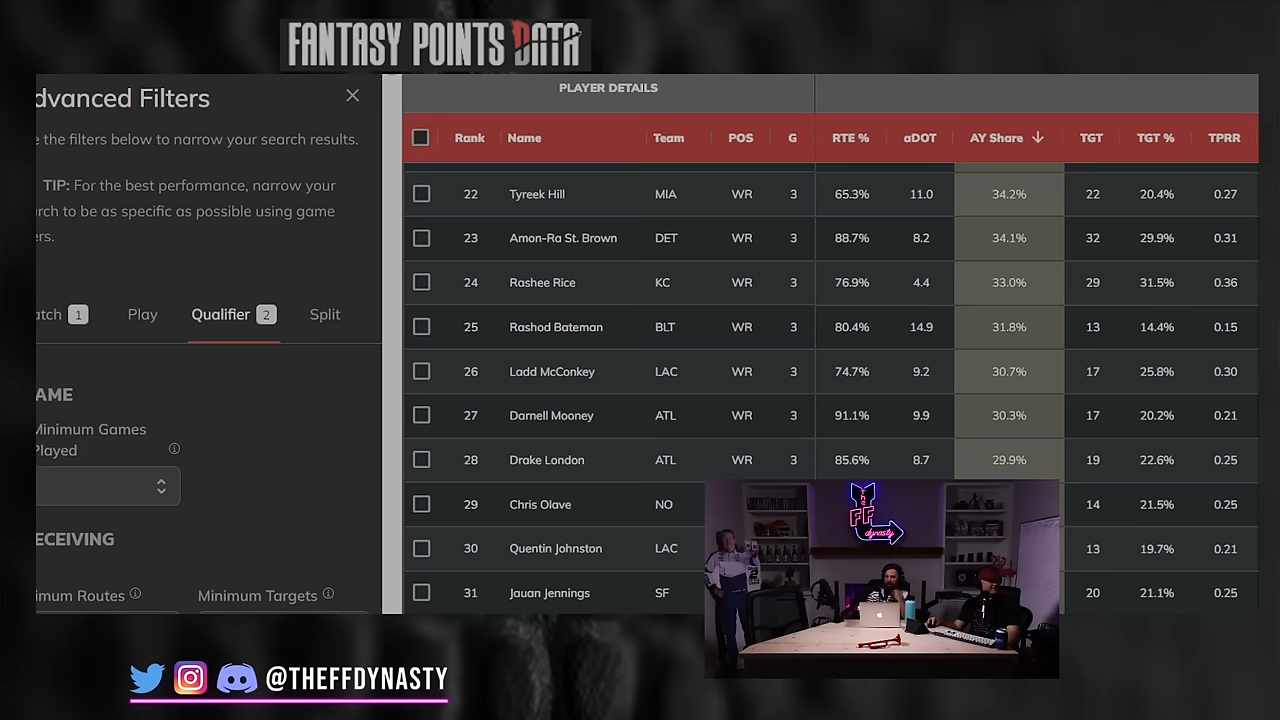 FANTASY POINTS DATA
dvanced Filters
e the filters below to narrow your search results.
TIP: For the best performance, narrow your
rch to be as specific as possible using game
ers.
atch 1 Play Qualifier 2 Split
AME
Minimum Games
Played
ECEIVING
imum Routes Minimum Targets
PLAYER DETAILS
Rank Name Team POS G RTE % aDOT AY Share TGT TGT % TPRR
22 Tyreek Hill MIA WR 3 65.3% 11.0 34.2% 22 20.4% 0.27
23 Amon-Ra St. Brown DET WR 3 88.7% 8.2 34.1% 32 29.9% 0.31
24 Rashee Rice KC WR 3 76.9% 4.4 33.0% 29 31.5% 0.36
25 Rashod Bateman BLT WR 3 80.4% 14.9 31.8% 13 14.4% 0.15
26 Ladd McConkey LAC WR 3 74.7% 9.2 30.7% 17 25.8% 0.30
27 Darnell Mooney ATL WR 3 91.1% 9.9 30.3% 17 20.2% 0.21
28 Drake London ATL WR 3 85.6% 8.7 29.9% 19 22.6% 0.25
29 Chris Olave NO 14 21.5% 0.25
30 Quentin Johnston LAC 13 19.7% 0.21
31 Jauan Jennings SF 20 21.1% 0.25
The
FF
dynasty
@THEFFDYNASTY